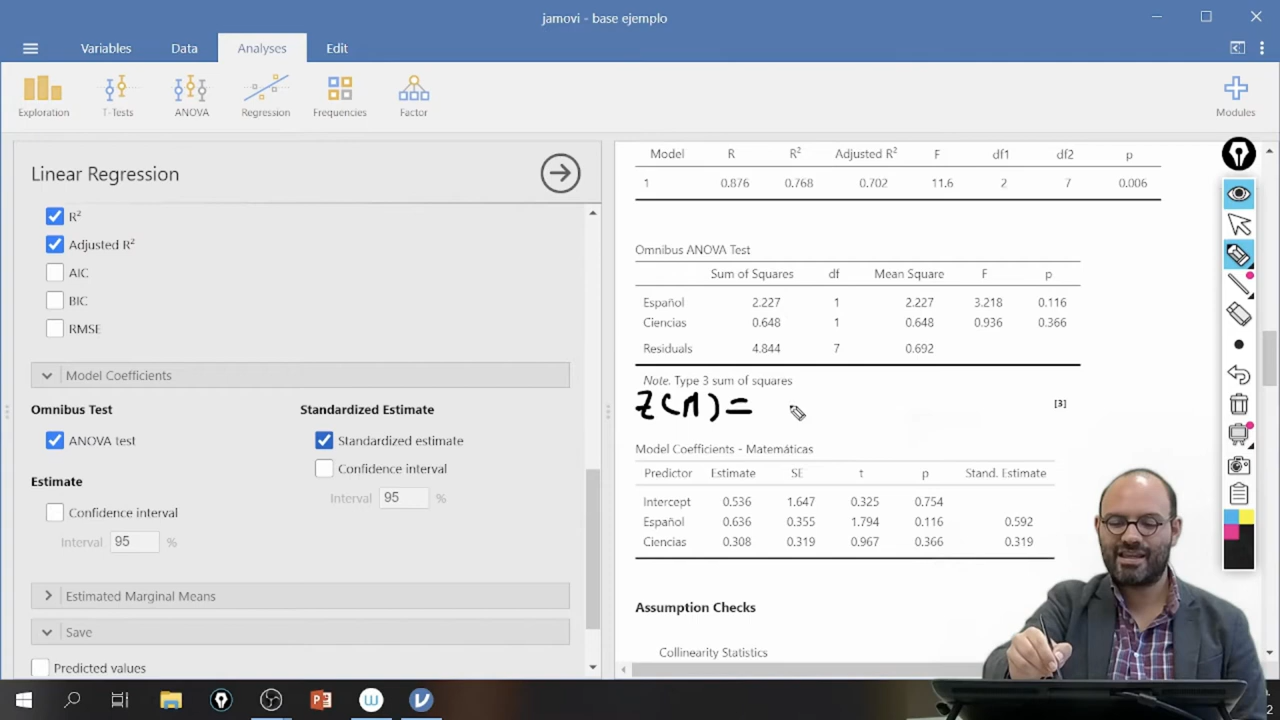 jamovi - base ejemplo
Variables Data Analyses Edit
Exploration T-Tests ANOVA Regression Frequencies Factor Modules
Linear Regression
R²
Adjusted R²
AIC
BIC
RMSE
Model Coefficients
Omnibus Test
ANOVA test
Estimate
Confidence interval
Interval 95 %
Standardized Estimate
Standardized estimate
Confidence interval
Interval 95 %
Estimated Marginal Means
Save
Predicted values
Model R R² Adjusted R² F df1 df2 p
1 0.876 0.768 0.702 11.6 2 7 0.006
Omnibus ANOVA Test
Sum of Squares df Mean Square F p
Español 2.227 1 2.227 3.218 0.116
Ciencias 0.648 1 0.648 0.936 0.366
Residuals 4.844 7 0.692
Note. Type 3 sum of squares
[3]
Z(M)=
Model Coefficients - Matemáticas
Predictor Estimate SE t p Stand. Estimate
Intercept 0.536 1.647 0.325 0.754
Español 0.636 0.355 1.794 0.116 0.592
Ciencias 0.308 0.319 0.967 0.366 0.319
Assumption Checks
Collinearity Statistics